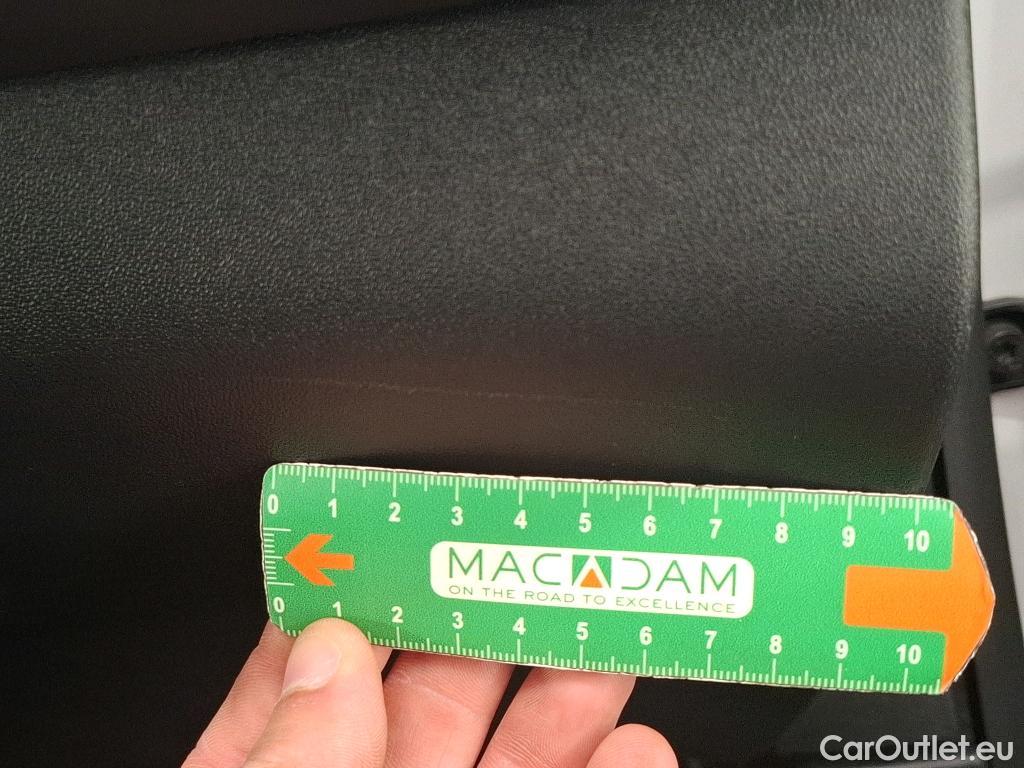 0 1 2 3 4 5 6 7 8 9 10
MACADAM
ON THE ROAD TO EXCELLENCE
0 1 2 3 4 5 6 7 8 9 10
CarOutlet.eu